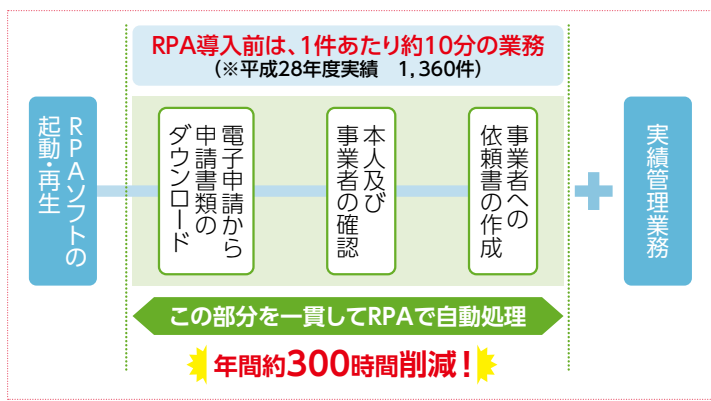 RPA導入前は、1件あたり約10分の業務
(※平成28年度実績　1,360件)
RPAソフトの
起動・再生
電子申請から
申請書類の
ダウンロード
本人及び
事業者の確認
事業者への
依頼書の作成
実績管理業務
この部分を一貫してRPAで自動処理
年間約300時間削減！